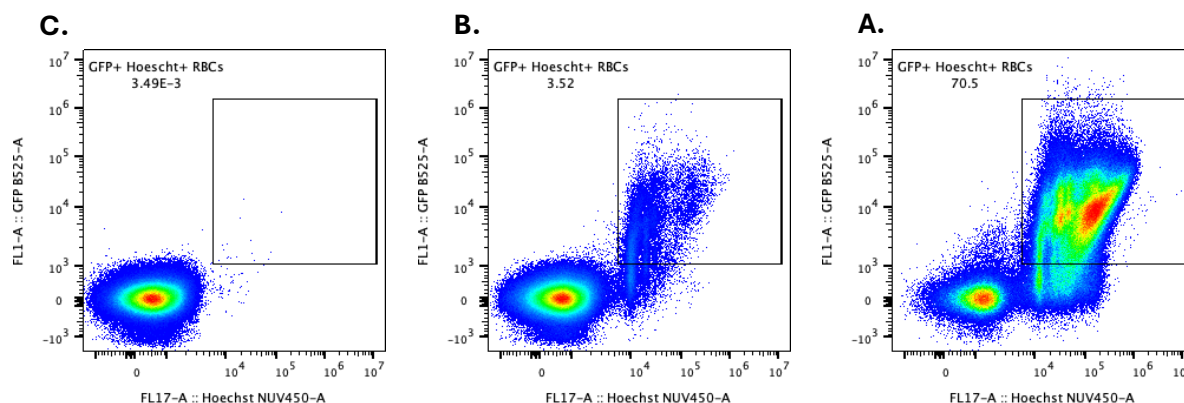 C.
GFP+ Hoescht+ RBCs
3.49E-3
10^7
10^6
10^5
10^4
10^3
0
-10^3
FL1-A :: GFP B525-A
0
10^4
10^5
10^6
10^7
FL17-A :: Hoechst NUV450-A
B.
GFP+ Hoescht+ RBCs
3.52
10^7
10^6
10^5
10^4
10^3
0
-10^3
FL1-A :: GFP B525-A
0
10^4
10^5
10^6
10^7
FL17-A :: Hoechst NUV450-A
A.
GFP+ Hoescht+ RBCs
70.5
10^7
10^6
10^5
10^4
10^3
0
-10^3
FL1-A :: GFP B525-A
0
10^4
10^5
10^6
FL17-A :: Hoechst NUV450-A